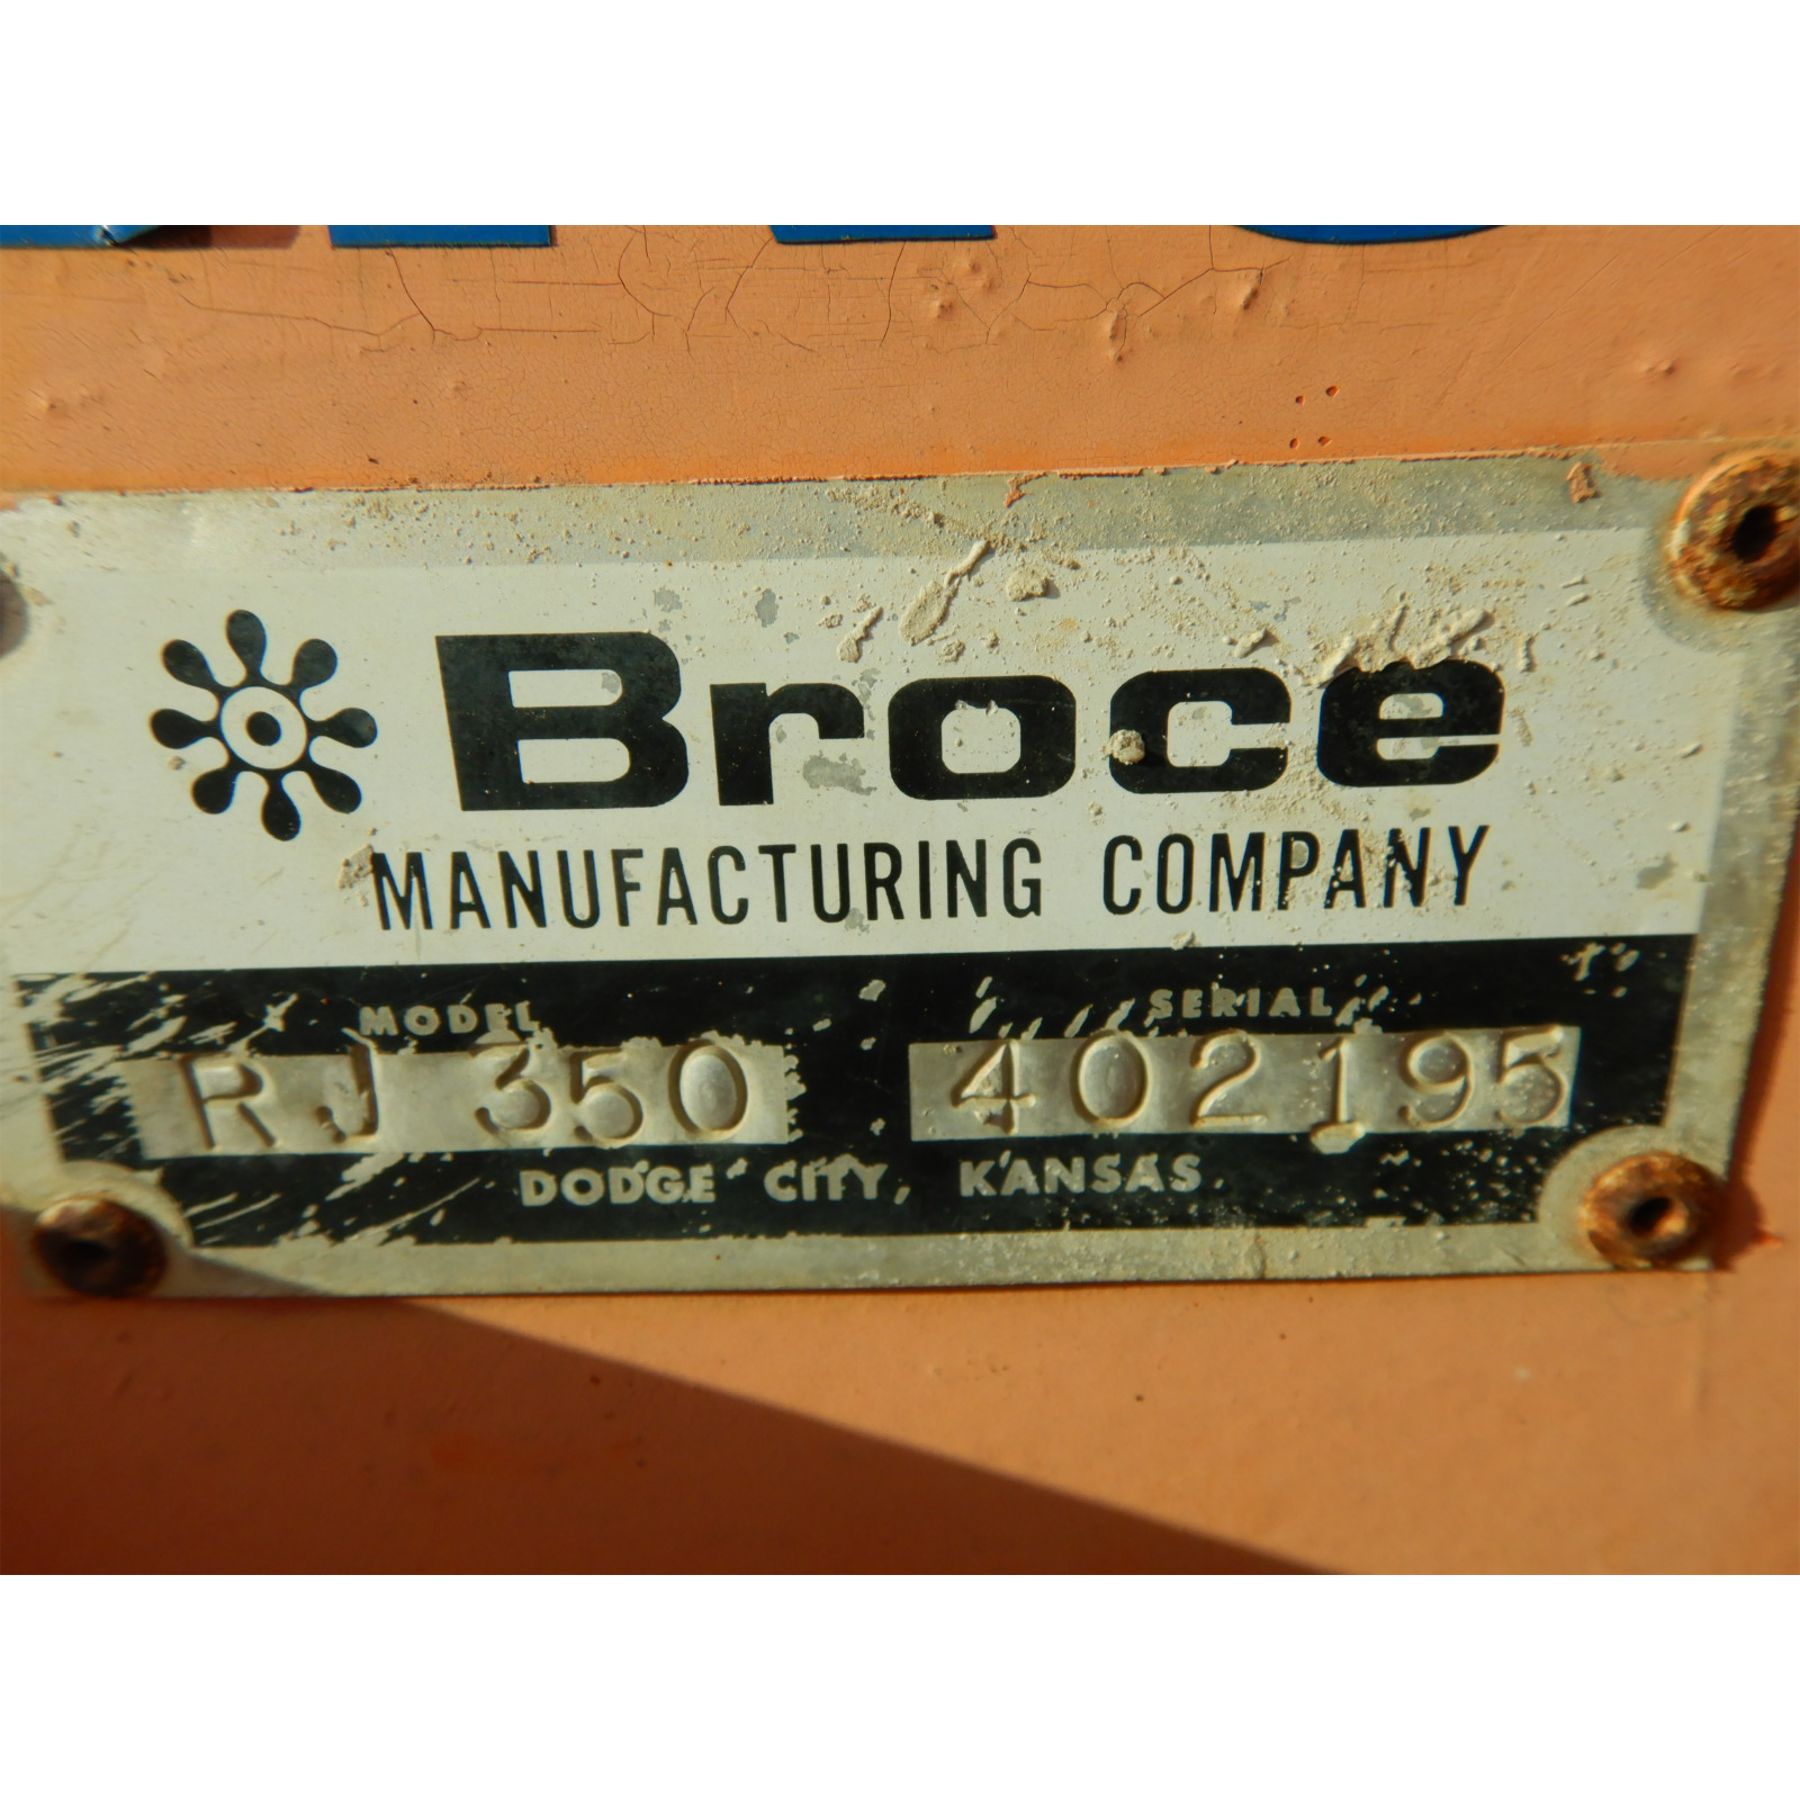 Broce
MANUFACTURING COMPANY
MODEL SERIAL
RJ 350 402195
DODGE CITY, KANSAS